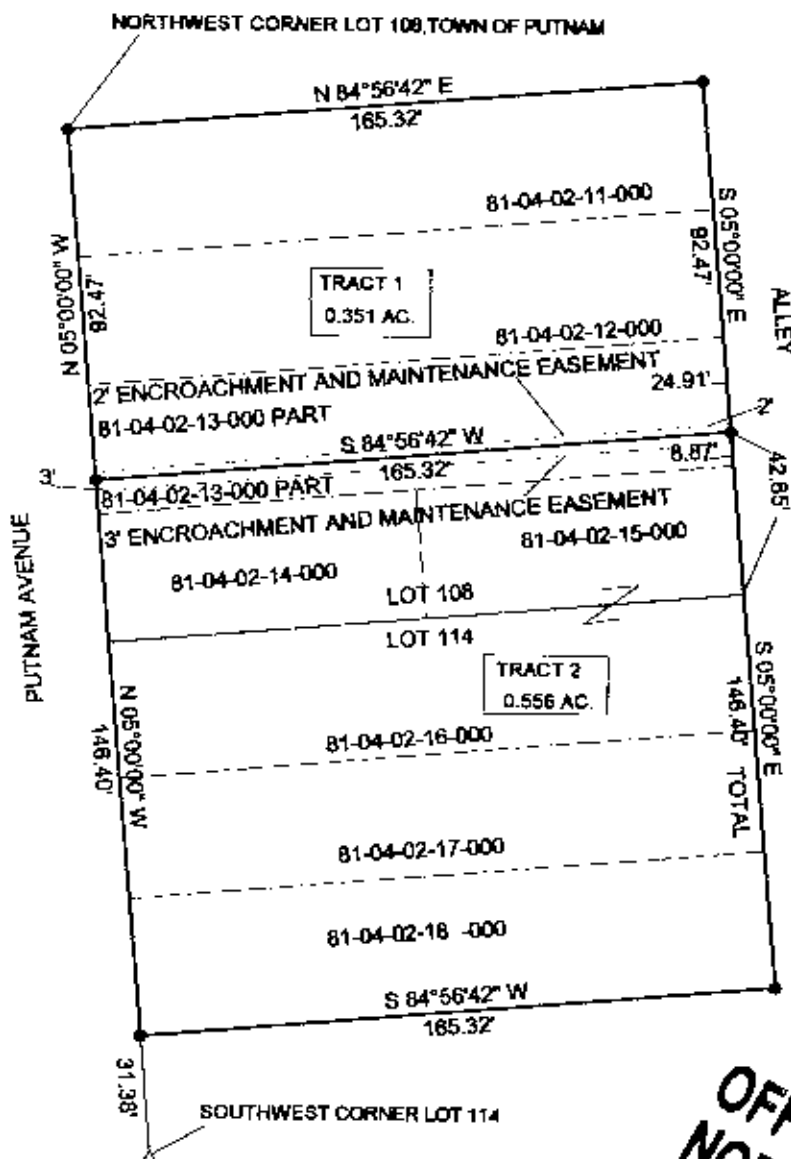 NORTHWEST CORNER LOT 108, TOWN OF PUTNAM
N 84°56'42" E
165.32'
81-04-02-11-000
N 05°00'00" W
92.47'
S 05°00'00" E
92.47'
TRACT 1
0.351 AC.
ALLEY
81-04-02-12-000
2' ENCROACHMENT AND MAINTENANCE EASEMENT
24.91'
81-04-02-13-000 PART
2'
S 84°56'42" W
165.32'
8.87'
3'
42.85'
81-04-02-13-000 PART
3' ENCROACHMENT AND MAINTENANCE EASEMENT
81-04-02-15-000
81-04-02-14-000
PUTNAM AVENUE
LOT 108
LOT 114
TRACT 2
0.556 AC.
S 05°00'00" E
146.40' TOTAL
N 05°00'00" W
146.40'
81-04-02-16-000
81-04-02-17-000
81-04-02-18 -000
S 84°56'42" W
165.32'
31.38'
SOUTHWEST CORNER LOT 114